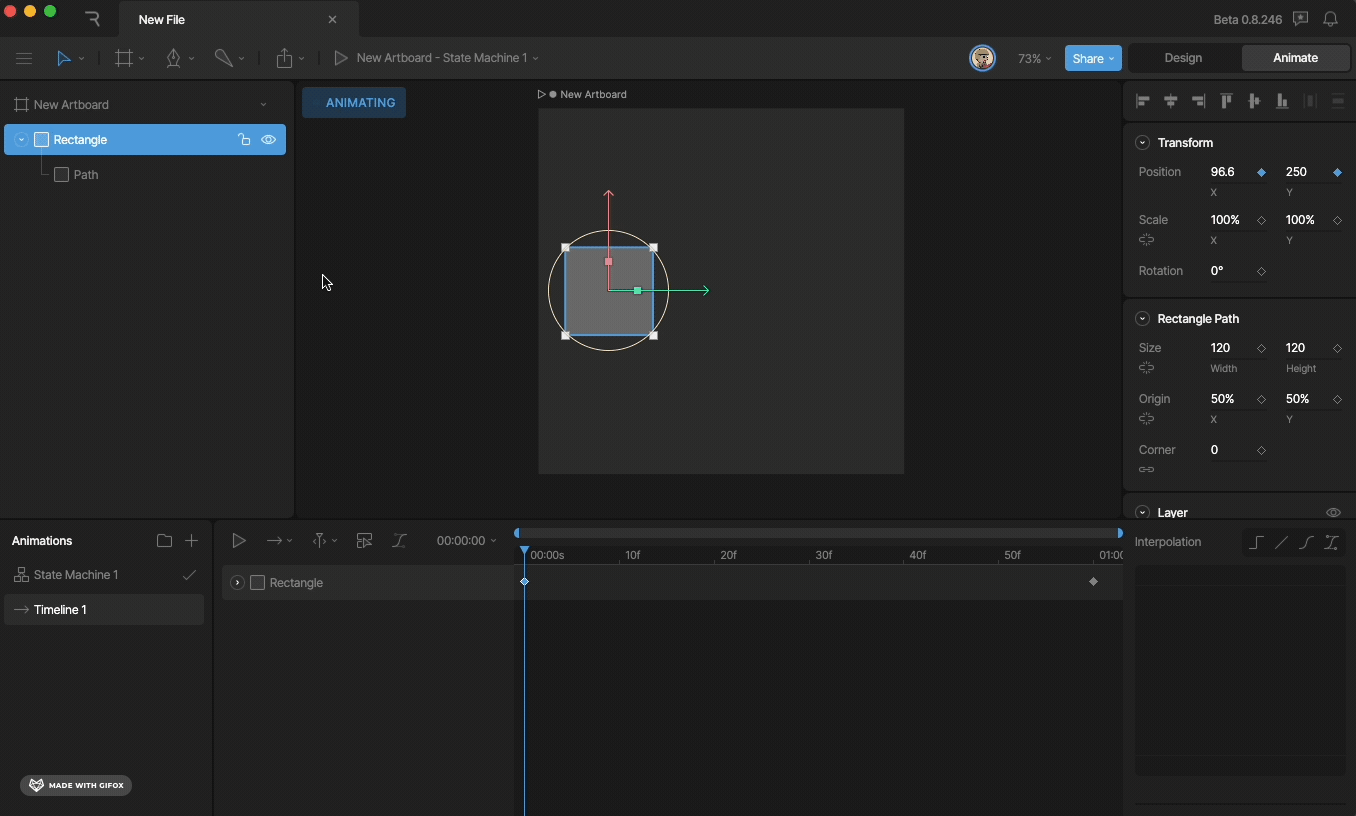 New File
Beta 0.8.246
New Artboard - State Machine 1
73%
Share
Design
Animate
New Artboard
Rectangle
Path
ANIMATING
New Artboard
Transform
Position
96.6
250
X
Y
Scale
100%
100%
X
Y
Rotation
0°
Rectangle Path
Size
120
120
Width
Height
Origin
50%
50%
X
Y
Corner
0
Layer
Animations
State Machine 1
Timeline 1
00:00:00
00:00s
10f
20f
30f
40f
50f
01:00
Rectangle
Interpolation
MADE WITH GIFOX